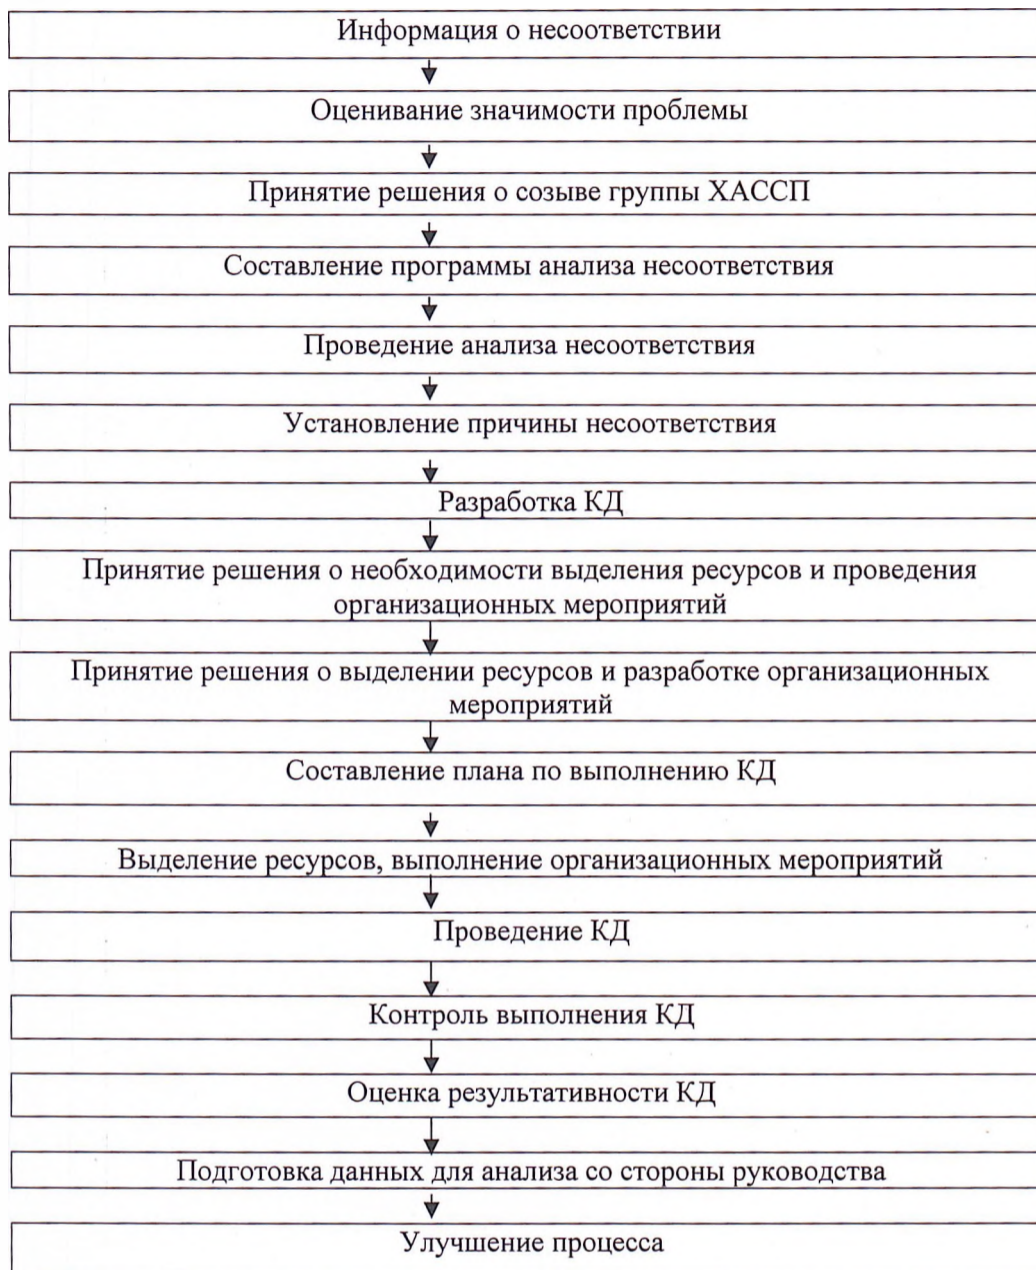 Информация о несоответствии
Оценивание значимости проблемы
Принятие решения о созыве группы ХАССП
Составление программы анализа несоответствия
Проведение анализа несоответствия
Установление причины несоответствия
Разработка КД
Принятие решения о необходимости выделения ресурсов и проведения
организационных мероприятий
Принятие решения о выделении ресурсов и разработке организационных
мероприятий
Составление плана по выполнению КД
Выделение ресурсов, выполнение организационных мероприятий
Проведение КД
Контроль выполнения КД
Оценка результативности КД
Подготовка данных для анализа со стороны руководства
Улучшение процесса